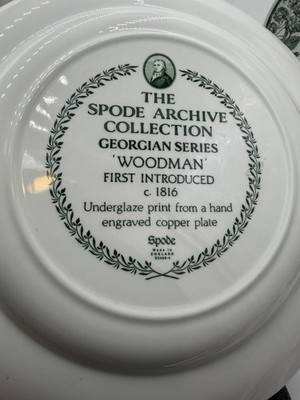 THE
SPODE ARCHIVE
COLLECTION
GEORGIAN SERIES
'WOODMAN'
FIRST INTRODUCED
c. 1816
Underglaze print from a hand
engraved copper plate
Spode
MADE IN
ENGLAND